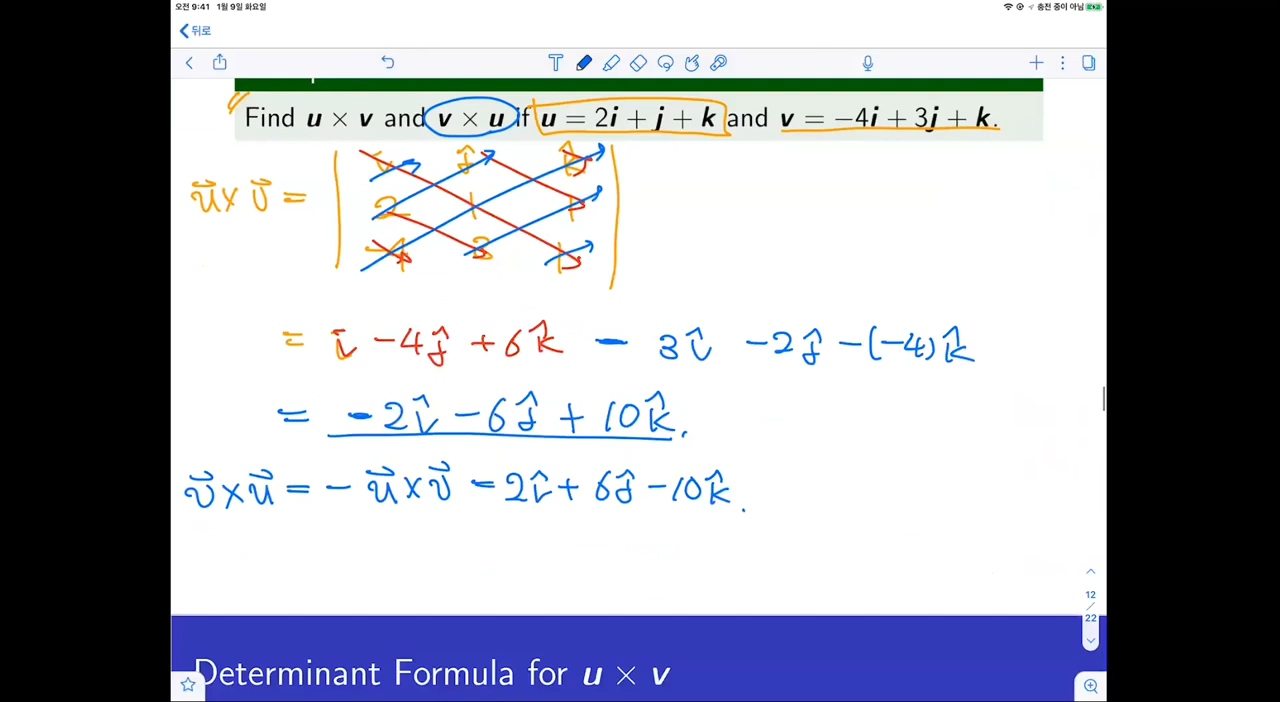 오전 9:41 1월 9일 화요일 충전 중이 아님
뒤로
Find u × v and v × u if u = 2i + j + k and v = −4i + 3j + k.
u⃗ × v⃗ = | î ĵ k̂
2 1 1
-4 3 1 |
= î - 4ĵ + 6k̂ - 3î - 2ĵ - (-4)k̂
= -2î - 6ĵ + 10k̂.
v⃗ × u⃗ = - u⃗ × v⃗ = 2î + 6ĵ - 10k̂.
12
/
22
Determinant Formula for u × v